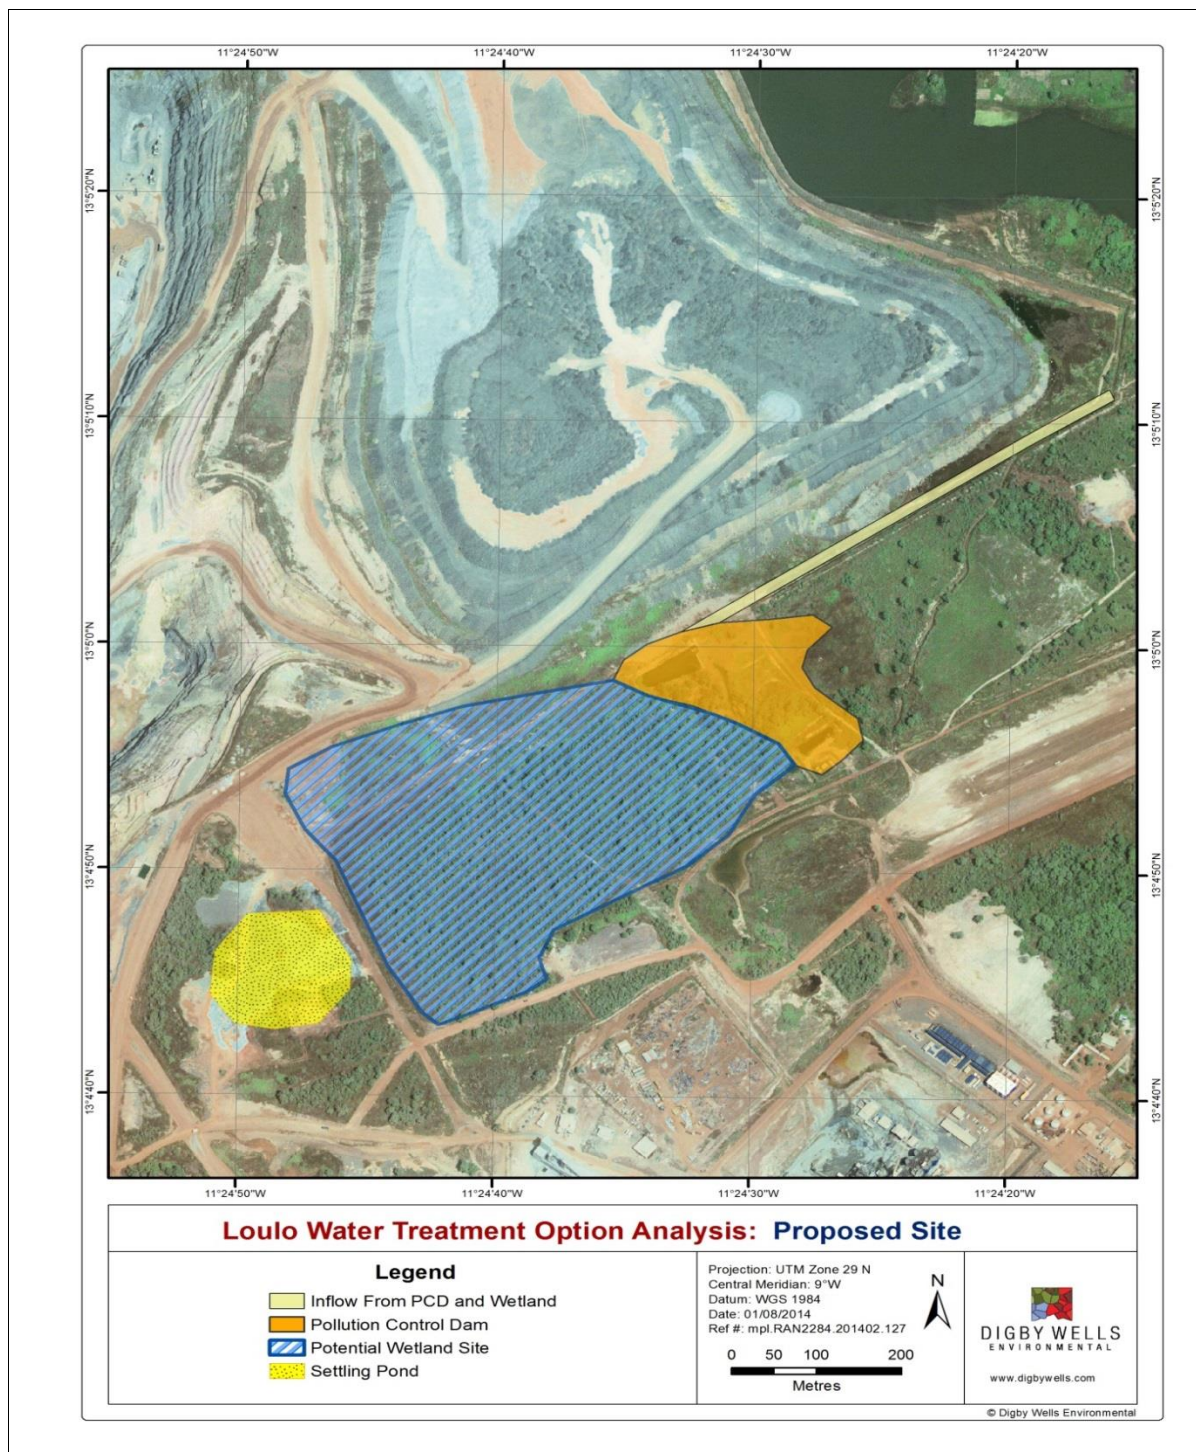 11°24'50"W
11°24'40"W
11°24'30"W
11°24'20"W
13°5'20"N
13°5'20"N
13°5'10"N
13°5'10"N
13°5'0"N
13°5'0"N
13°4'50"N
13°4'50"N
13°4'40"N
13°4'40"N
11°24'50"W
11°24'40"W
11°24'30"W
11°24'20"W
Loulo Water Treatment Option Analysis: Proposed Site
Legend
Inflow From PCD and Wetland
Pollution Control Dam
Potential Wetland Site
Settling Pond
Projection: UTM Zone 29 N
Central Meridian: 9°W
Datum: WGS 1984
Date: 01/08/2014
Ref #: mpl.RAN2284.201402.127
N
0 50 100 200
Metres
DIGBY WELLS
ENVIRONMENTAL
www.digbywells.com
© Digby Wells Environmental